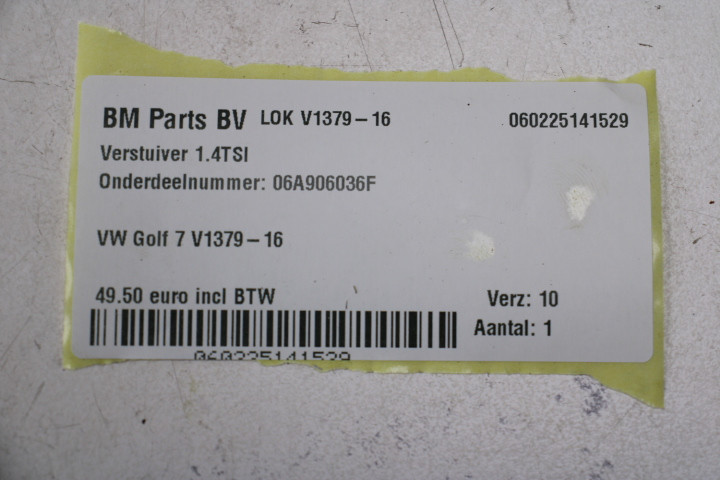 BM Parts BV LOK V1379-16 060225141529
Verstuiver 1.4TSI
Onderdeelnummer: 06A906036F
VW Golf 7 V1379-16
49.50 euro incl BTW Verz: 10
Aantal: 1
060225141529